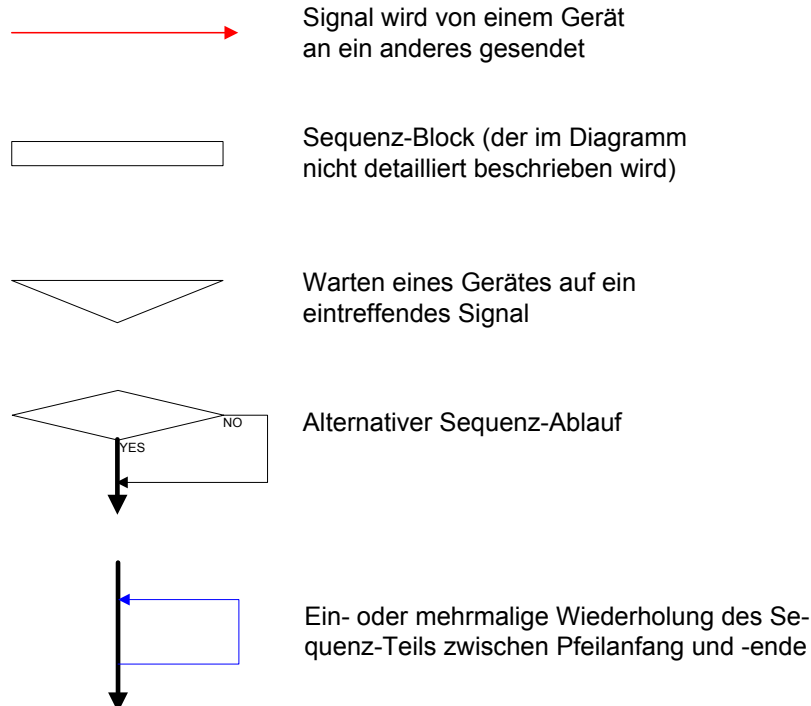 Signal wird von einem Gerät
an ein anderes gesendet
Sequenz-Block (der im Diagramm
nicht detailliert beschrieben wird)
Warten eines Gerätes auf ein
eintreffendes Signal
NO
Alternativer Sequenz-Ablauf
YES
Ein- oder mehrmalige Wiederholung des Se-
quenz-Teils zwischen Pfeilanfang und -ende